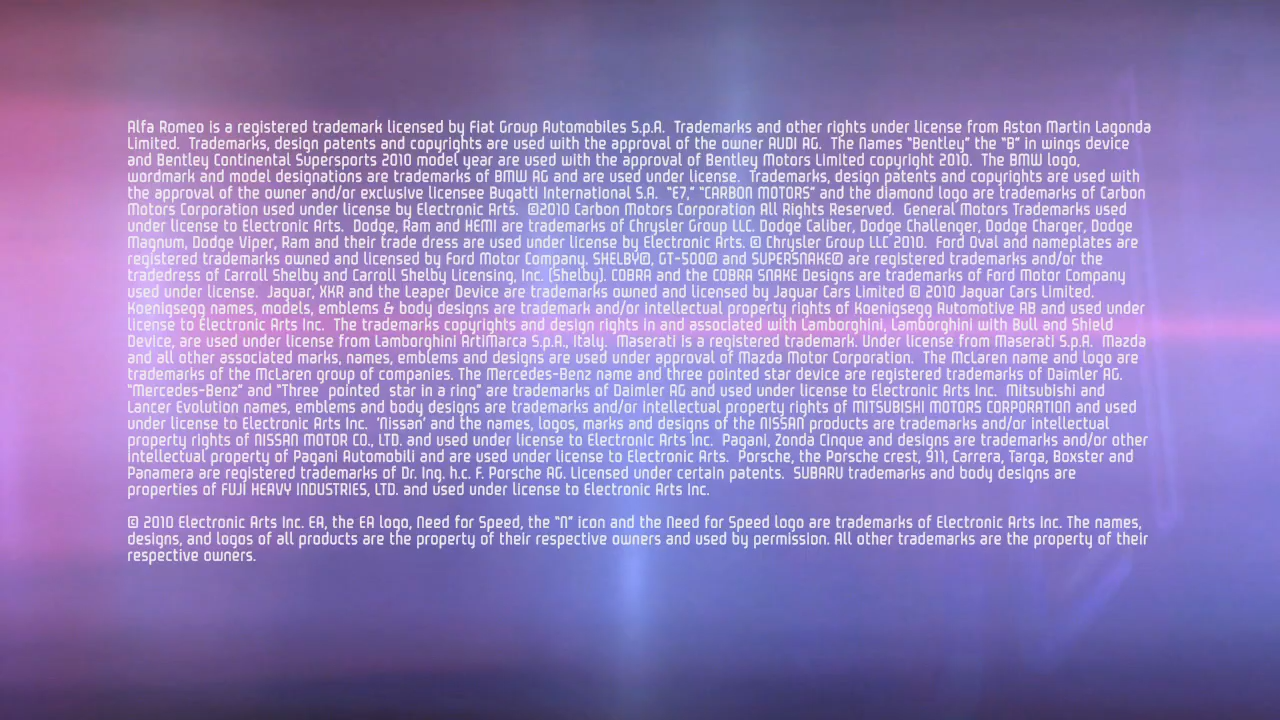 Alfa Romeo is a registered trademark licensed by Fiat Group Automobiles S.p.A.  Trademarks and other rights under license from Aston Martin Lagonda
Limited.  Trademarks, design patents and copyrights are used with the approval of the owner AUDI AG.  The Names "Bentley" the "B" in wings device
and Bentley Continental Supersports 2010 model year are used with the approval of Bentley Motors Limited copyright 2010.  The BMW logo,
wordmark and model designations are trademarks of BMW AG and are used under license.  Trademarks, design patents and copyrights are used with
the approval of the owner and/or exclusive licensee Bugatti International S.A.  "E7," "CARBON MOTORS" and the diamond logo are trademarks of Carbon
Motors Corporation used under license by Electronic Arts.  ©2010 Carbon Motors Corporation All Rights Reserved.  General Motors Trademarks used
under license to Electronic Arts.  Dodge, Ram and HEMI are trademarks of Chrysler Group LLC. Dodge Caliber, Dodge Challenger, Dodge Charger, Dodge
Magnum, Dodge Viper, Ram and their trade dress are used under license by Electronic Arts. © Chrysler Group LLC 2010.  Ford Oval and nameplates are
registered trademarks owned and licensed by Ford Motor Company. SHELBY©, GT-500© and SUPERSNAKE© are registered trademarks and/or the
tradedress of Carroll Shelby and Carroll Shelby Licensing, Inc. (Shelby). COBRA and the COBRA SNAKE Designs are trademarks of Ford Motor Company
used under license.  Jaguar, XKR and the Leaper Device are trademarks owned and licensed by Jaguar Cars Limited © 2010 Jaguar Cars Limited.
Koenigsegg names, models, emblems & body designs are trademark and/or intellectual property rights of Koenigsegg Automotive AB and used under
license to Electronic Arts Inc.  The trademarks copyrights and design rights in and associated with Lamborghini, Lamborghini with Bull and Shield
Device, are used under license from Lamborghini ArtiMarca S.p.A., Italy.  Maserati is a registered trademark. Under license from Maserati S.p.A.  Mazda
and all other associated marks, names, emblems and designs are used under approval of Mazda Motor Corporation.  The McLaren name and logo are
trademarks of the McLaren group of companies. The Mercedes-Benz name and three pointed star device are registered trademarks of Daimler AG.
"Mercedes-Benz" and "Three  pointed  star in a ring" are trademarks of Daimler AG and used under license to Electronic Arts Inc.  Mitsubishi and
Lancer Evolution names, emblems and body designs are trademarks and/or intellectual property rights of MITSUBISHI MOTORS CORPORATION and used
under license to Electronic Arts Inc.  'Nissan' and the names, logos, marks and designs of the NISSAN products are trademarks and/or intellectual
property rights of NISSAN MOTOR CO., LTD. and used under license to Electronic Arts Inc.  Pagani, Zonda Cinque and designs are trademarks and/or other
intellectual property of Pagani Automobili and are used under license to Electronic Arts.  Porsche, the Porsche crest, 911, Carrera, Targa, Boxster and
Panamera are registered trademarks of Dr. Ing. h.c. F. Porsche AG. Licensed under certain patents.  SUBARU trademarks and body designs are
properties of FUJI HEAVY INDUSTRIES, LTD. and used under license to Electronic Arts Inc.
© 2010 Electronic Arts Inc. EA, the EA logo, Need for Speed, the "N" icon and the Need for Speed logo are trademarks of Electronic Arts Inc. The names,
designs, and logos of all products are the property of their respective owners and used by permission. All other trademarks are the property of their
respective owners.